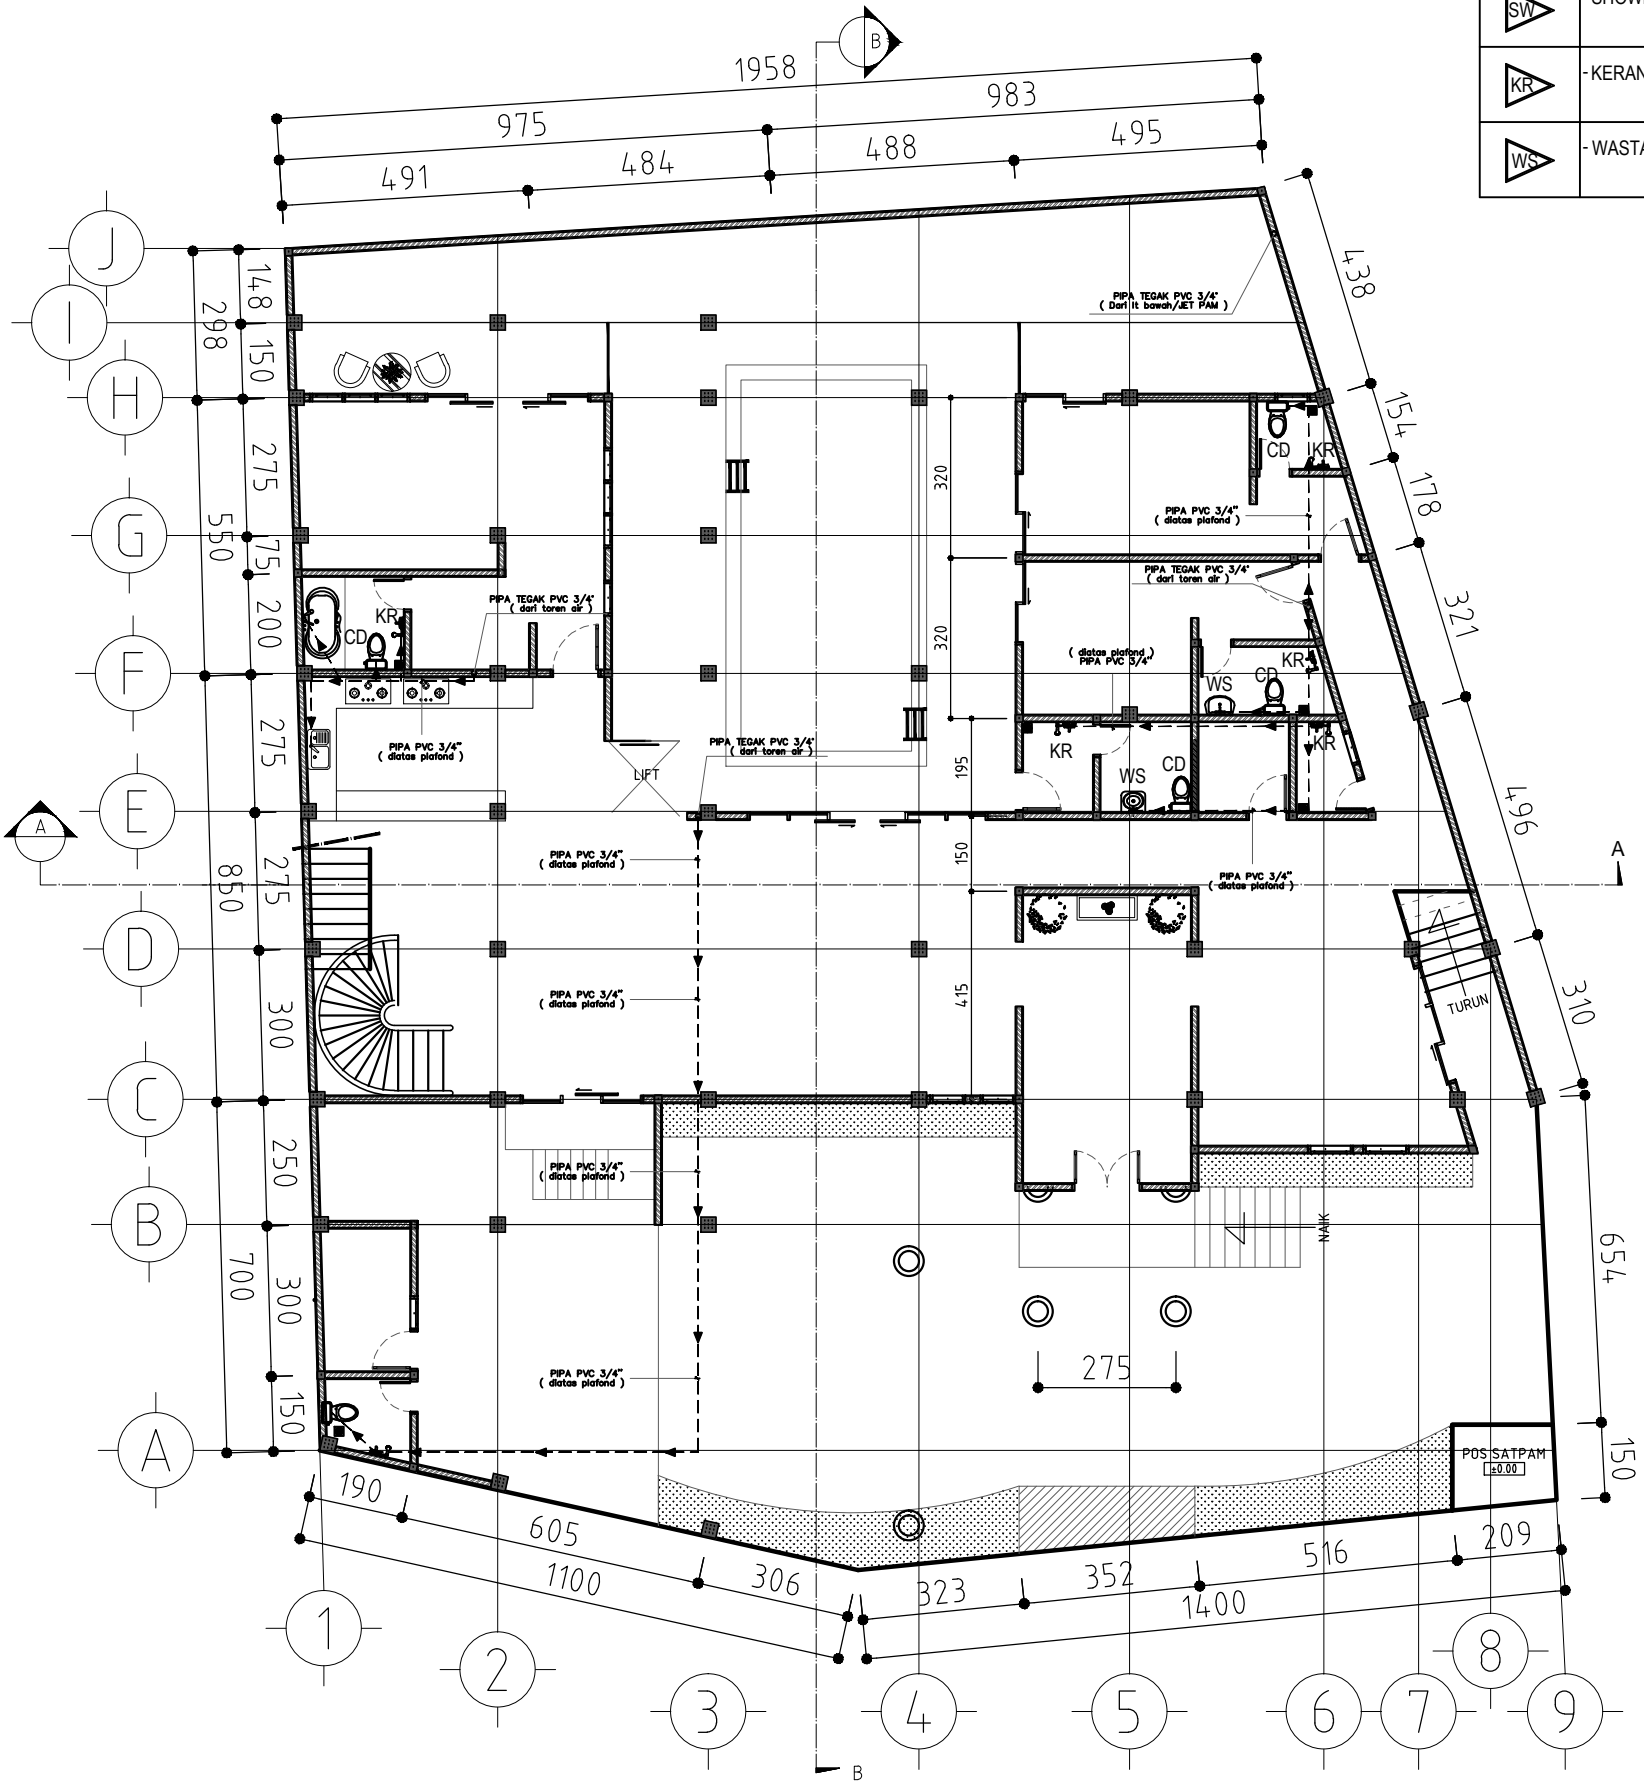 SW
KR
-KERAN
WS
-WASTA
B
1958
975
983
491
484
488
495
J
I
H
G
F
E
D
C
B
A
148
150
298
275
75
550
200
275
275
850
300
250
300
700
150
438
154
178
321
496
310
654
150
PIPA TEGAK PVC 3/4"
( Dari lt bawah/JET PAM )
320
320
195
150
415
CD
KR
PIPA PVC 3/4"
( diatas plafond )
PIPA TEGAK PVC 3/4"
( dari toren air )
PIPA TEGAK PVC 3/4"
( dari toren air )
KR
CD
( diatas plafond )
PIPA PVC 3/4"
KR
CD
WS
PIPA PVC 3/4"
( diatas plafond )
PIPA TEGAK PVC 3/4"
( dari toren air )
LIFT
KR
KR
WS
CD
A
A
PIPA PVC 3/4"
( diatas plafond )
PIPA PVC 3/4"
( diatas plafond )
PIPA PVC 3/4"
( diatas plafond )
TURUN
PIPA PVC 3/4"
( diatas plafond )
NAIK
275
PIPA PVC 3/4"
( diatas plafond )
POS SATPAM
±0.00
190
605
306
1100
323
352
516
209
1400
1
2
3
4
5
6
7
8
9
B